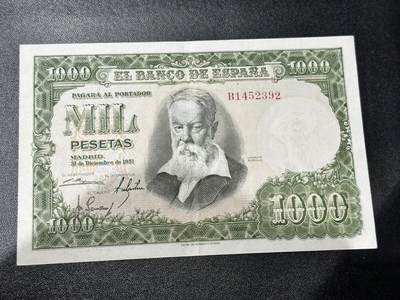 1000 EL BANCO DE ESPAÑA 1000
PAGARÁ AL PORTADOR
B1452392
MIL
PESETAS
MADRID,
31 de Diciembre de 1951
1000 1000